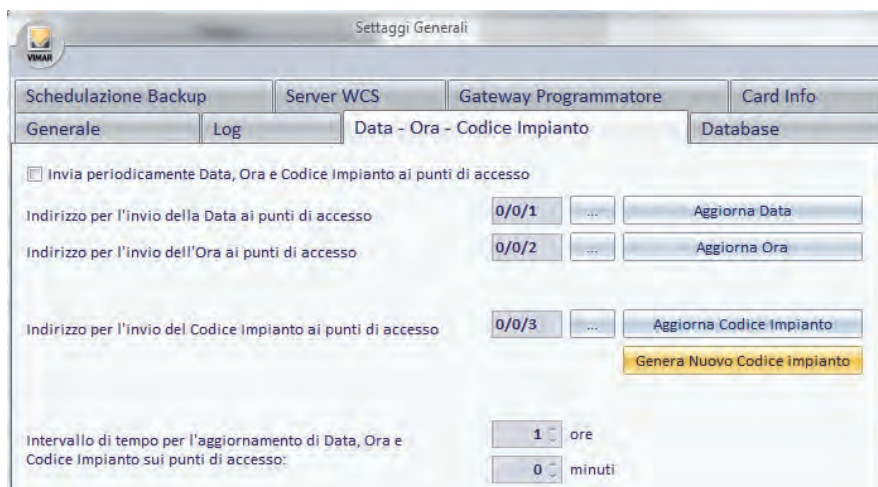 Settaggi Generali
VIMAR
Schedulazione Backup Server WCS Gateway Programmatore Card Info
Generale Log Data - Ora - Codice Impianto Database
Invia periodicamente Data, Ora e Codice Impianto ai punti di accesso
Indirizzo per l'invio della Data ai punti di accesso 0/0/1 ... Aggiorna Data
Indirizzo per l'invio dell'Ora ai punti di accesso 0/0/2 ... Aggiorna Ora
Indirizzo per l'invio del Codice Impianto ai punti di accesso 0/0/3 ... Aggiorna Codice Impianto
Genera Nuovo Codice impianto
Intervallo di tempo per l'aggiornamento di Data, Ora e
Codice Impianto sui punti di accesso:
1 ore
0 minuti